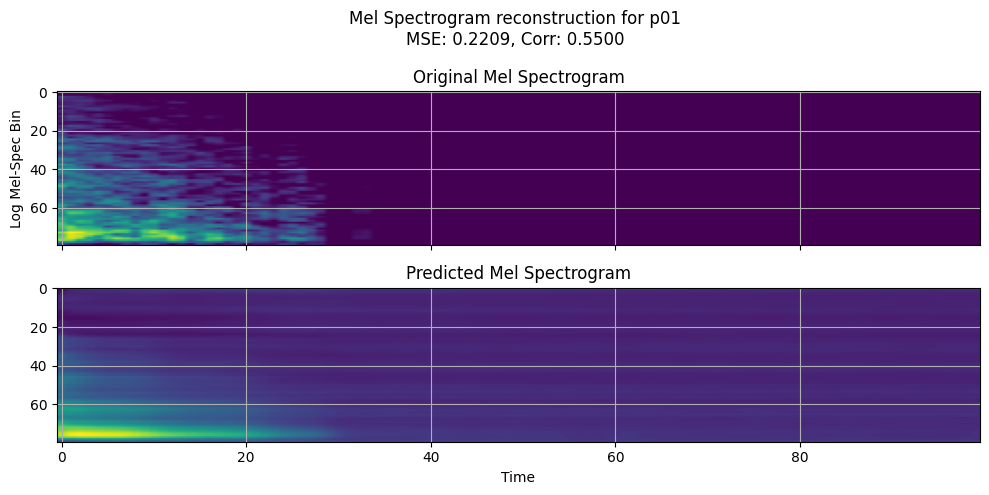 Mel Spectrogram reconstruction for p01
MSE: 0.2209, Corr: 0.5500
Original Mel Spectrogram
Log Mel-Spec Bin
0
20
40
60
Predicted Mel Spectrogram
0
20
40
60
0 20 40 60 80
Time